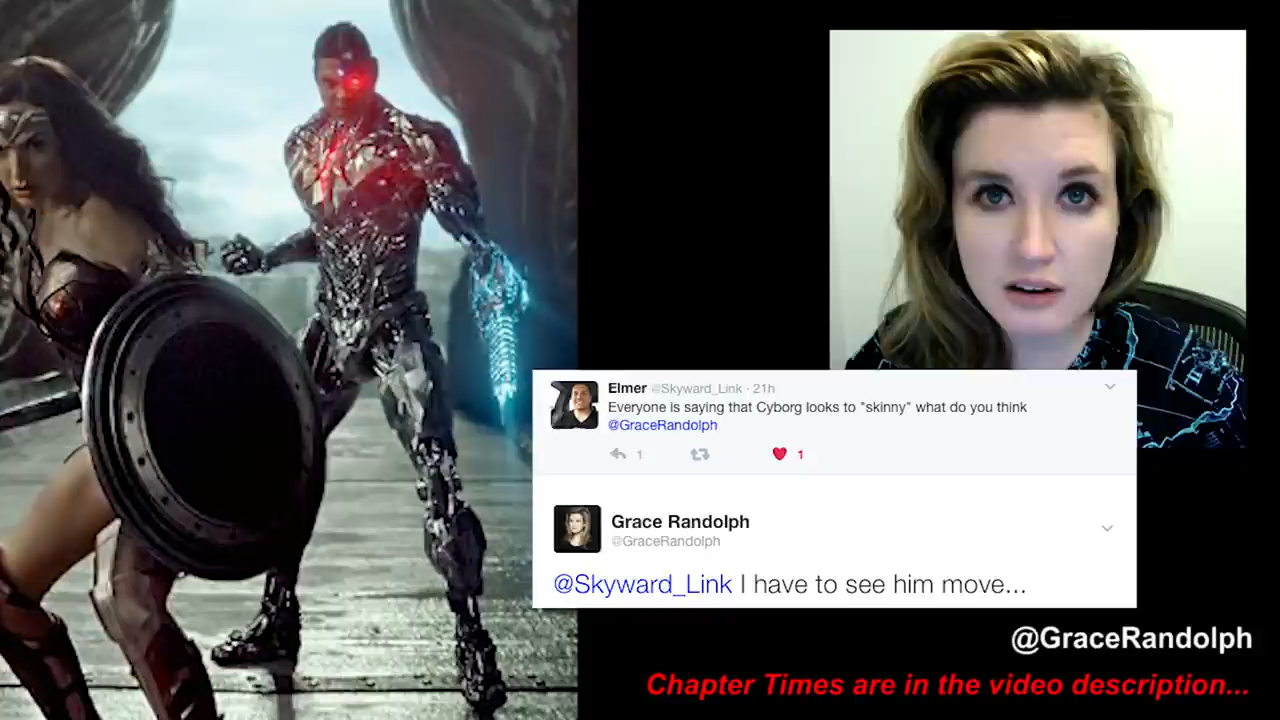 Elmer @Skyward_Link · 21h
Everyone is saying that Cyborg looks to "skinny" what do you think
@GraceRandolph
1
1
Grace Randolph
@GraceRandolph
@Skyward_Link I have to see him move...
@GraceRandolph
Chapter Times are in the video description...